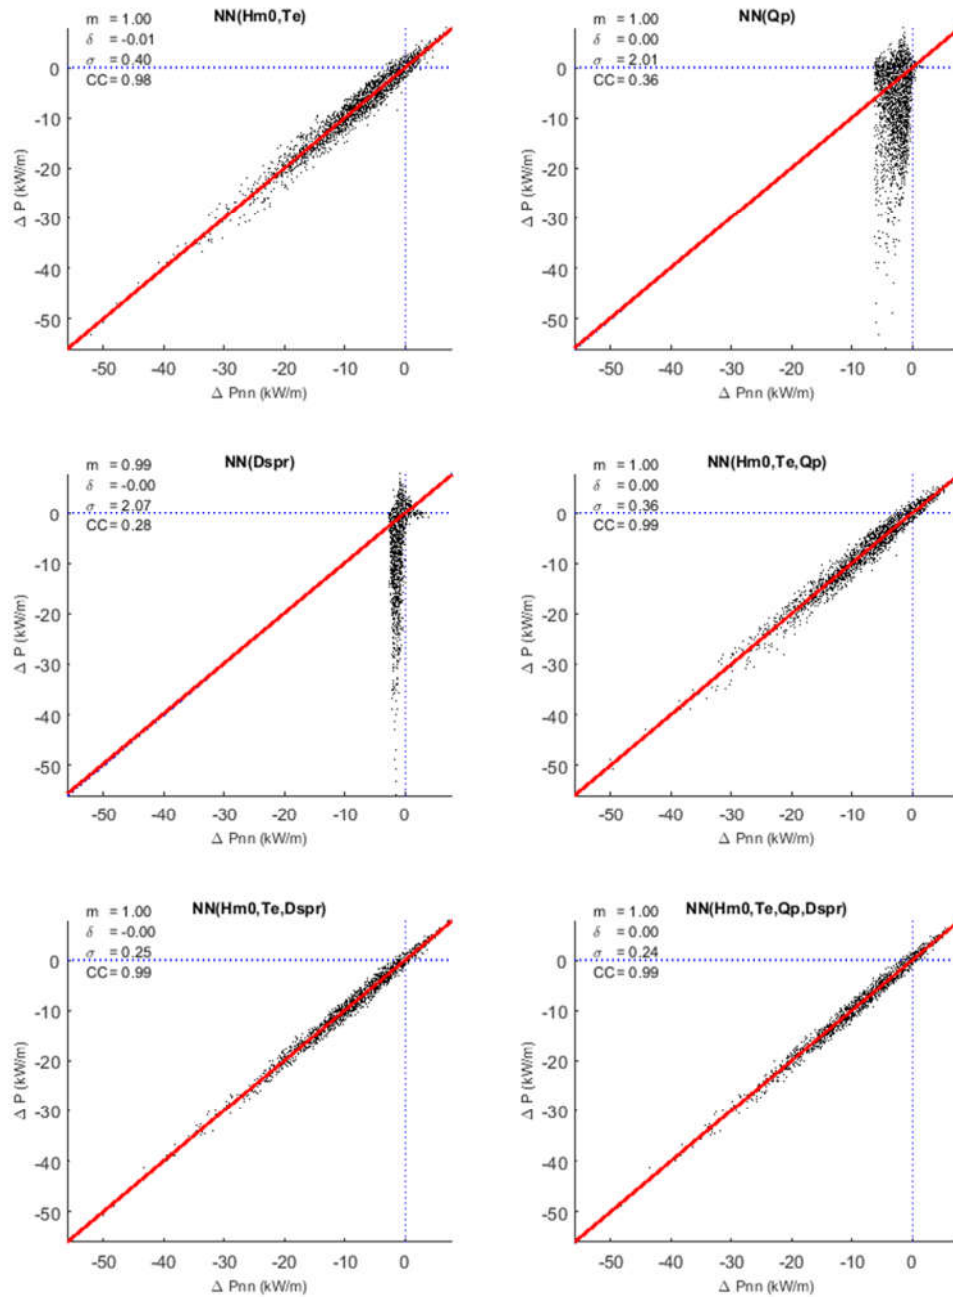 NN(Hm0,Te)
m = 1.00
δ = -0.01
σ = 0.40
CC = 0.98
0
-10
-20
-30
-40
-50
Δ P (kW/m)
-50 -40 -30 -20 -10 0
Δ Pnn (kW/m)
NN(Qp)
m = 1.00
δ = 0.00
σ = 2.01
CC = 0.36
0
-10
-20
-30
-40
-50
Δ P (kW/m)
-50 -40 -30 -20 -10 0
Δ Pnn (kW/m)
NN(Dspr)
m = 0.99
δ = -0.00
σ = 2.07
CC = 0.28
0
-10
-20
-30
-40
-50
Δ P (kW/m)
-50 -40 -30 -20 -10 0
Δ Pnn (kW/m)
NN(Hm0,Te,Qp)
m = 1.00
δ = 0.00
σ = 0.36
CC = 0.99
0
-10
-20
-30
-40
-50
Δ P (kW/m)
-50 -40 -30 -20 -10 0
Δ Pnn (kW/m)
NN(Hm0,Te,Dspr)
m = 1.00
δ = -0.00
σ = 0.25
CC = 0.99
0
-10
-20
-30
-40
-50
Δ P (kW/m)
-50 -40 -30 -20 -10 0
Δ Pnn (kW/m)
NN(Hm0,Te,Qp,Dspr)
m = 1.00
δ = 0.00
σ = 0.24
CC = 0.99
0
-10
-20
-30
-40
-50
Δ P (kW/m)
-50 -40 -30 -20 -10 0
Δ Pnn (kW/m)